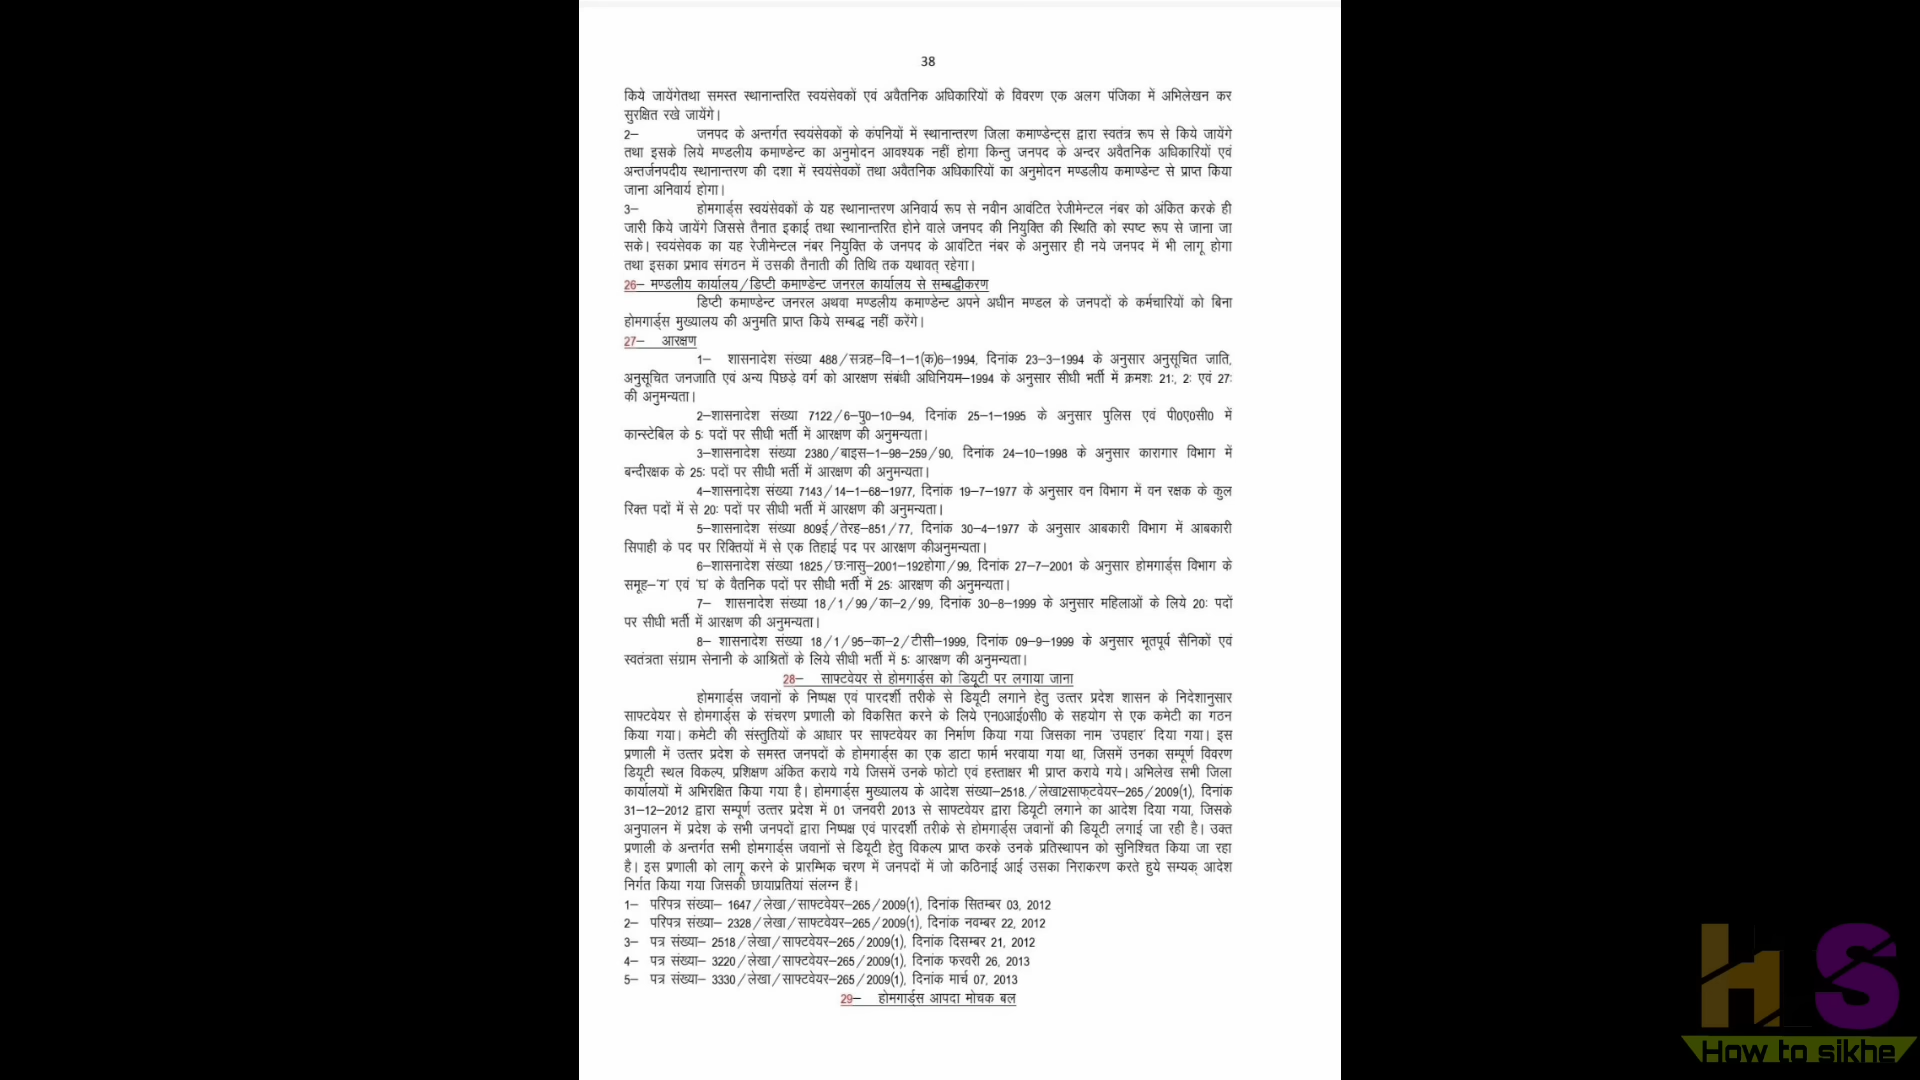 38
किये जायेंगेतथा समस्त स्थानान्तरित स्वयंसेवकों एवं अवैतनिक अधिकारियों के विवरण एक अलग पंजिका में अभिलेखन कर
सुरक्षित रखे जायेंगे।
2— जनपद के अन्तर्गत स्वयंसेवकों के कंपनियों में स्थानान्तरण जिला कमाण्डेन्ट्स द्वारा स्वतंत्र रूप से किये जायेंगे
तथा इसके लिये मण्डलीय कमाण्डेन्ट का अनुमोदन आवश्यक नहीं होगा किन्तु जनपद के अन्दर अवैतनिक अधिकारियों एवं
अन्तर्जनपदीय स्थानान्तरण की दशा में स्वयंसेवकों तथा अवैतनिक अधिकारियों का अनुमोदन मण्डलीय कमाण्डेन्ट से प्राप्त किया
जाना अनिवार्य होगा।
3— होमगार्ड्स स्वयंसेवकों के यह स्थानान्तरण अनिवार्य रूप से नवीन आवंटित रेजीमेन्टल नंबर को अंकित करके ही
जारी किये जायेंगे जिससे तैनात इकाई तथा स्थानान्तरित होने वाले जनपद की नियुक्ति की स्थिति को स्पष्ट रूप से जाना जा
सके। स्वयंसेवक का यह रेजीमेन्टल नंबर नियुक्ति के जनपद के आवंटित नंबर के अनुसार ही नये जनपद में भी लागू होगा
तथा इसका प्रभाव संगठन में उसकी तैनाती की तिथि तक यथावत् रहेगा।
26— मण्डलीय कार्यालय/डिप्टी कमाण्डेन्ट जनरल कार्यालय से सम्बद्धीकरण
डिप्टी कमाण्डेन्ट जनरल अथवा मण्डलीय कमाण्डेन्ट अपने अधीन मण्डल के जनपदों के कर्मचारियों को बिना
होमगार्ड्स मुख्यालय की अनुमति प्राप्त किये सम्बद्ध नहीं करेंगे।
27— आरक्षण
1— शासनादेश संख्या 488/सत्रह—वि—1—1(क)6—1994, दिनांक 23—3—1994 के अनुसार अनुसूचित जाति,
अनुसूचित जनजाति एवं अन्य पिछड़े वर्ग को आरक्षण संबंधी अधिनियम—1994 के अनुसार सीधी भर्ती में क्रमशः 21:, 2: एवं 27:
की अनुमन्यता।
2—शासनादेश संख्या 7122/6—पु0—10—94, दिनांक 25—1—1995 के अनुसार पुलिस एवं पी0ए0सी0 में
कान्स्टेबिल के 5: पदों पर सीधी भर्ती में आरक्षण की अनुमन्यता।
3—शासनादेश संख्या 2380/बाइस—1—98—259/90, दिनांक 24—10—1998 के अनुसार कारागार विभाग में
बन्दीरक्षक के 25: पदों पर सीधी भर्ती में आरक्षण की अनुमन्यता।
4—शासनादेश संख्या 7143/14—1—68—1977, दिनांक 19—7—1977 के अनुसार वन विभाग में वन रक्षक के कुल
रिक्त पदों में से 20: पदों पर सीधी भर्ती में आरक्षण की अनुमन्यता।
5—शासनादेश संख्या 809ई/तेरह—851/77, दिनांक 30—4—1977 के अनुसार आबकारी विभाग में आबकारी
सिपाही के पद पर रिक्तियों में से एक तिहाई पद पर आरक्षण कीअनुमन्यता।
6—शासनादेश संख्या 1825/छःनासु—2001—192होगा/99, दिनांक 27—7—2001 के अनुसार होमगार्ड्स विभाग के
समूह—'ग' एवं 'घ' के वैतनिक पदों पर सीधी भर्ती में 25: आरक्षण की अनुमन्यता।
7— शासनादेश संख्या 18/1/99/का—2/99, दिनांक 30—8—1999 के अनुसार महिलाओं के लिये 20: पदों
पर सीधी भर्ती में आरक्षण की अनुमन्यता।
8— शासनादेश संख्या 18/1/95—का—2/टीसी—1999, दिनांक 09—9—1999 के अनुसार भूतपूर्व सैनिकों एवं
स्वतंत्रता संग्राम सेनानी के आश्रितों के लिये सीधी भर्ती में 5: आरक्षण की अनुमन्यता।
28— साफ्टवेयर से होमगार्ड्स को डियूटी पर लगाया जाना
होमगार्ड्स जवानों के निष्पक्ष एवं पारदर्शी तरीके से डियूटी लगाने हेतु उत्तर प्रदेश शासन के निदेशानुसार
साफ्टवेयर से होमगार्ड्स के संचरण प्रणाली को विकसित करने के लिये एन0आई0सी0 के सहयोग से एक कमेटी का गठन
किया गया। कमेटी की संस्तुतियों के आधार पर साफ्टवेयर का निर्माण किया गया जिसका नाम 'उपहार' दिया गया। इस
प्रणाली में उत्तर प्रदेश के समस्त जनपदों के होमगार्ड्स का एक डाटा फार्म भरवाया गया था, जिसमें उनका सम्पूर्ण विवरण
डियूटी स्थल विकल्प, प्रशिक्षण अंकित कराये गये जिसमें उनके फोटो एवं हस्ताक्षर भी प्राप्त कराये गये। अभिलेख सभी जिला
कार्यालयों में अभिरक्षित किया गया है। होमगार्ड्स मुख्यालय के आदेश संख्या—2518./लेखा2साफ्टवेयर—265/2009(1), दिनांक
31—12—2012 द्वारा सम्पूर्ण उत्तर प्रदेश में 01 जनवरी 2013 से साफ्टवेयर द्वारा डियूटी लगाने का आदेश दिया गया, जिसके
अनुपालन में प्रदेश के सभी जनपदों द्वारा निष्पक्ष एवं पारदर्शी तरीके से होमगार्ड्स जवानों की डियूटी लगाई जा रही है। उक्त
प्रणाली के अन्तर्गत सभी होमगार्ड्स जवानों से डियूटी हेतु विकल्प प्राप्त करके उनके प्रतिस्थापन को सुनिश्चित किया जा रहा
है। इस प्रणाली को लागू करने के प्रारम्भिक चरण में जनपदों में जो कठिनाई आई उसका निराकरण करते हुये सम्यक् आदेश
निर्गत किया गया जिसकी छायाप्रतियां संलग्न हैं।
1— परिपत्र संख्या— 1647/लेखा/साफ्टवेयर—265/2009(1), दिनांक सितम्बर 03, 2012
2— परिपत्र संख्या— 2328/लेखा/साफ्टवेयर—265/2009(1), दिनांक नवम्बर 22, 2012
3— पत्र संख्या— 2518/लेखा/साफ्टवेयर—265/2009(1), दिनांक दिसम्बर 21, 2012
4— पत्र संख्या— 3220/लेखा/साफ्टवेयर—265/2009(1), दिनांक फरवरी 26, 2013
5— पत्र संख्या— 3330/लेखा/साफ्टवेयर—265/2009(1), दिनांक मार्च 07, 2013
29— होमगार्ड्स आपदा मोचक बल
HS
How to sikhe